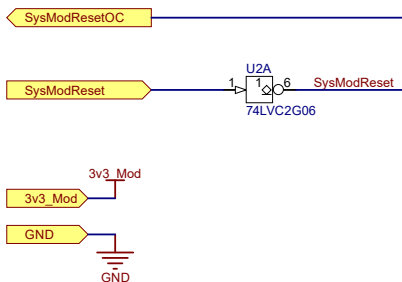 SysModResetOC
U2A
SysModReset
1
1
6
SysModReset
74LVC2G06
3v3_Mod
3v3_Mod
GND
GND